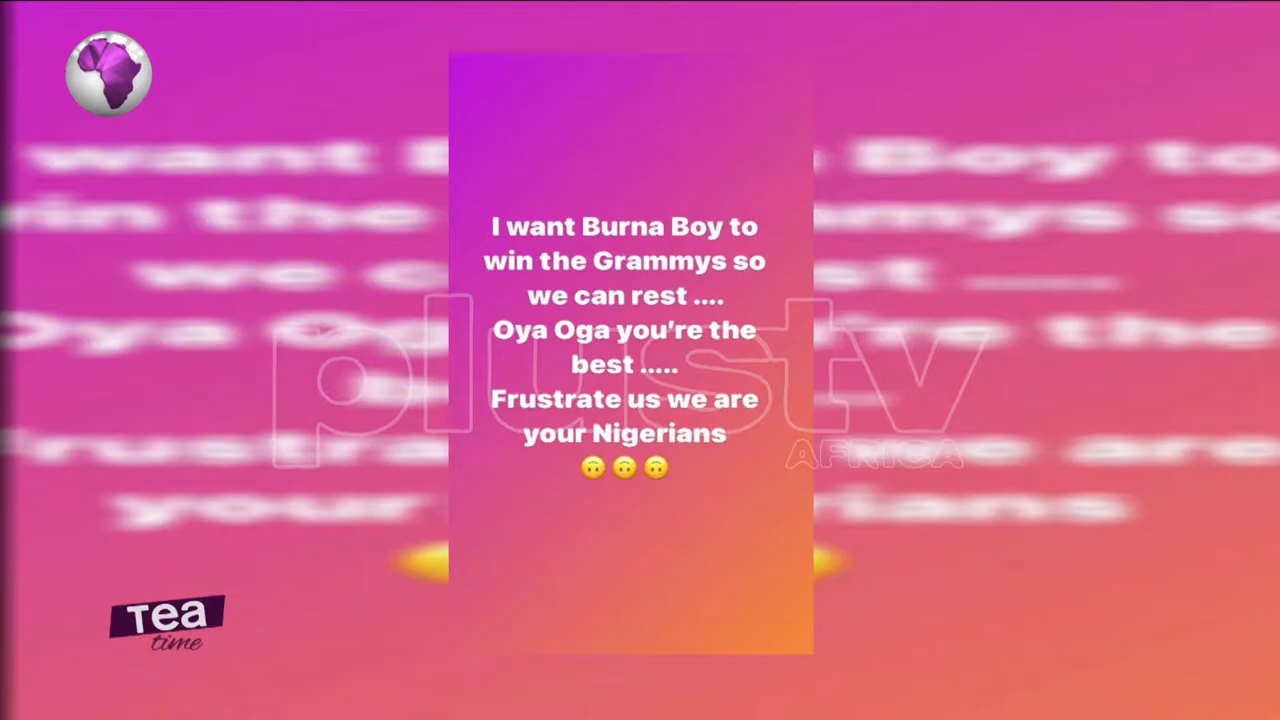 I want Burna Boy to
win the Grammys so
we can rest ....
Oya Oga you’re the
best .....
Frustrate us we are
your Nigerians
🙃🙃🙃
plustv
AFRICA
Tea
time